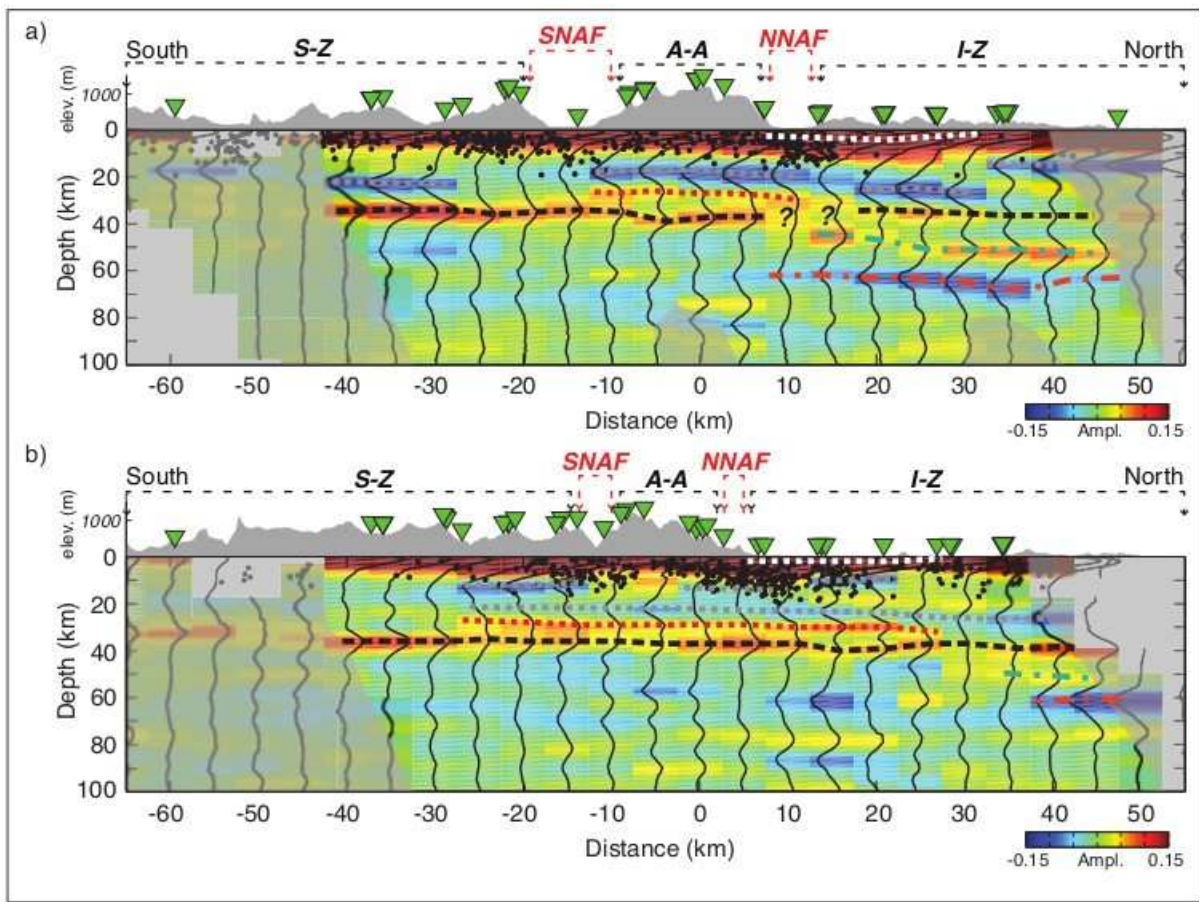 a)
South S-Z SNAF A-A NNAF I-Z North
elev. (m)
1000
0
20
40
60
80
100
Depth (km)
? ?
-60 -50 -40 -30 -20 -10 0 10 20 30 40 50
Distance (km)
-0.15 Ampl. 0.15
b)
South S-Z SNAF A-A NNAF I-Z North
elev. (m)
1000
0
20
40
60
80
100
Depth (km)
-60 -50 -40 -30 -20 -10 0 10 20 30 40 50
Distance (km)
-0.15 Ampl. 0.15